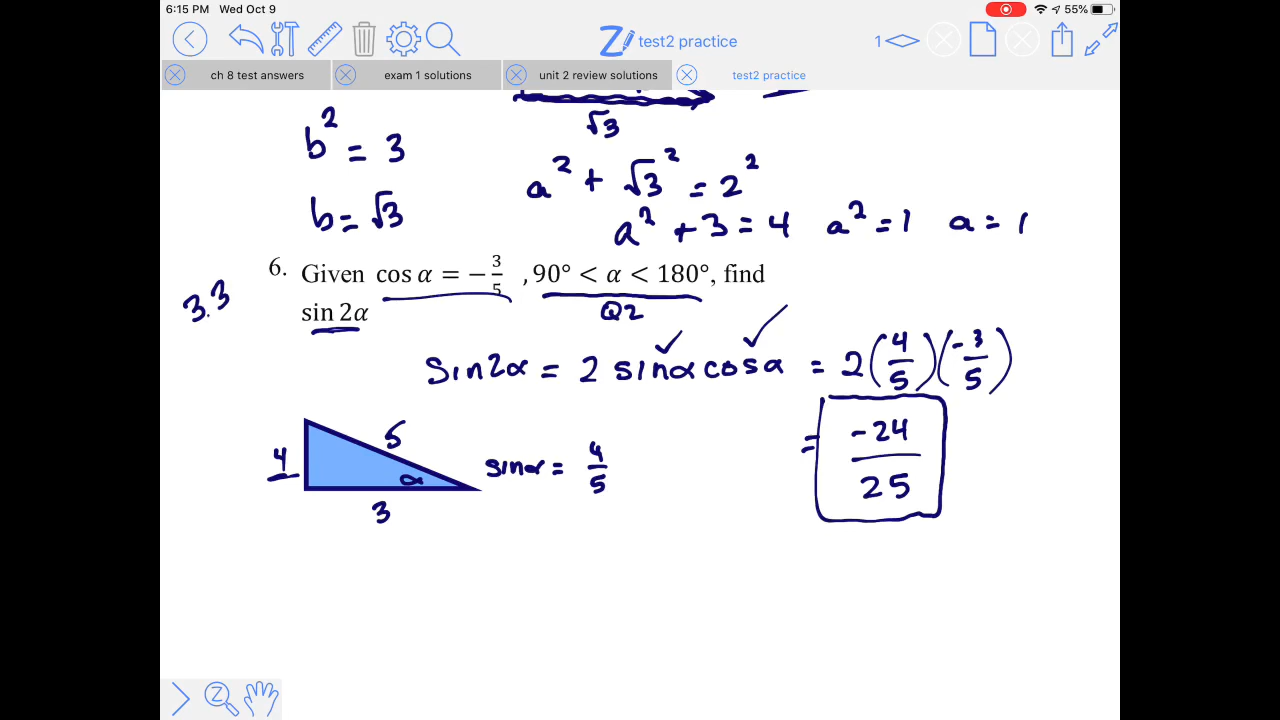 6:15 PM Wed Oct 9 55%
test2 practice 1
ch 8 test answers exam 1 solutions unit 2 review solutions test2 practice
√3
b² = 3
a² + √3² = 2²
b = √3
a² + 3 = 4 a² = 1 a = 1
6. Given cos α = − 3/5 , 90° < α < 180°, find
3.3
sin 2α
Q2
sin2α = 2 sinα cosα = 2(4/5)(-3/5)
= -24/25
5
4
α
3
sinα = 4/5